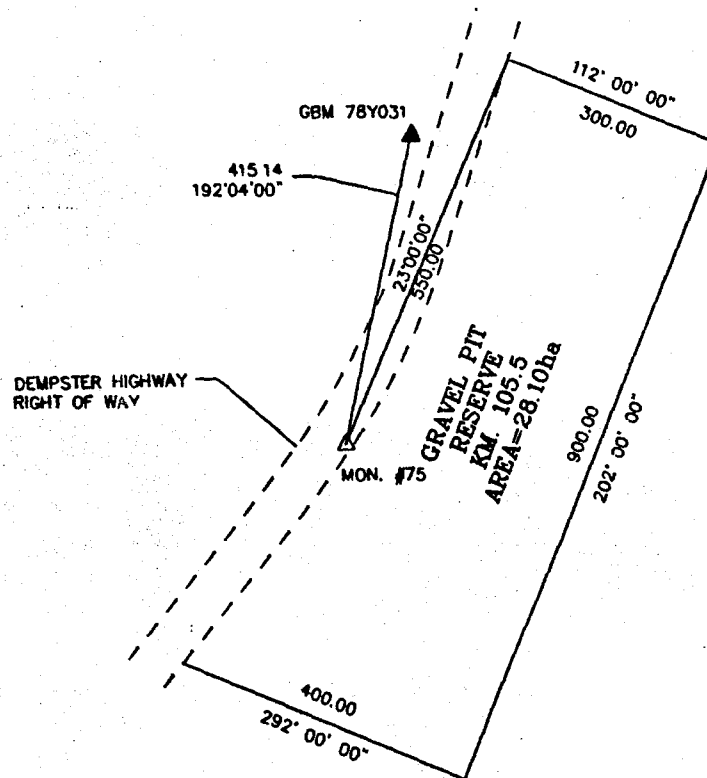 112° 00' 00"
300.00
GBM 78Y031
415 14
192°04'00"
23°00'00"
550.00
GRAVEL PIT
RESERVE
KM. 105.5
AREA=28.10ha
DEMPSTER HIGHWAY
RIGHT OF WAY
900.00
202° 00' 00"
MON. #75
400.00
292° 00' 00"